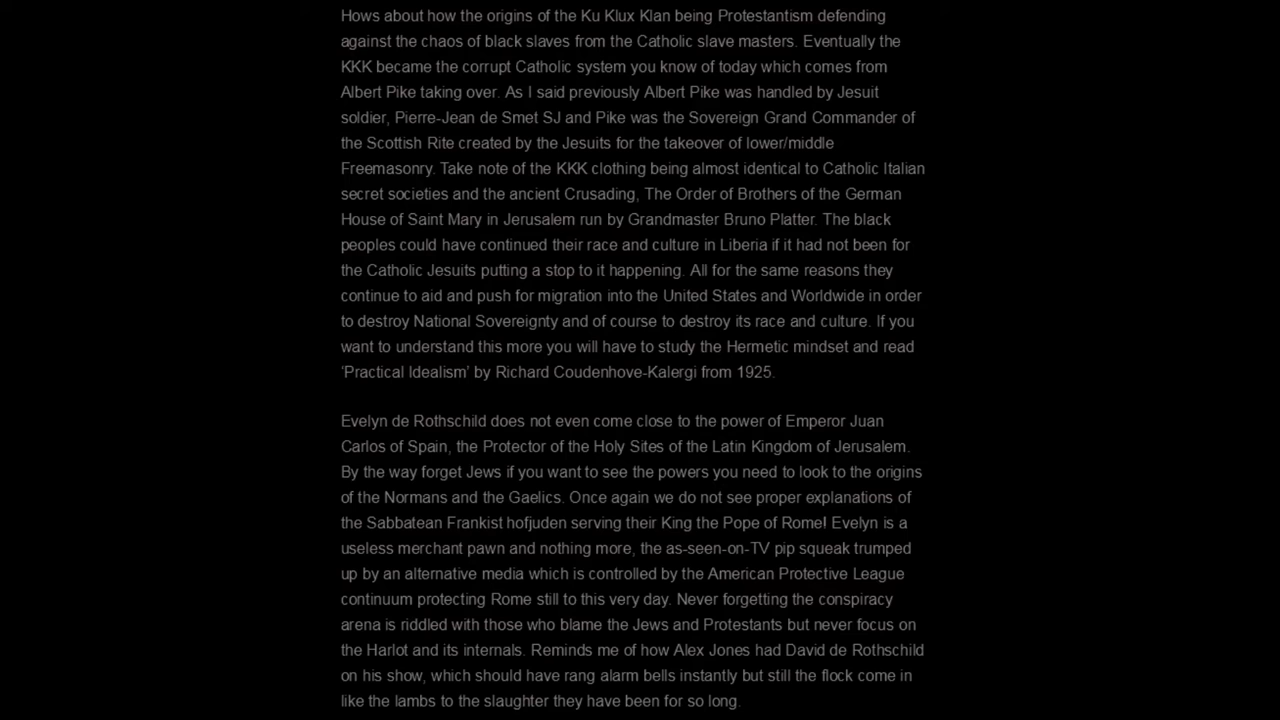 Hows about how the origins of the Ku Klux Klan being Protestantism defending
against the chaos of black slaves from the Catholic slave masters. Eventually the
KKK became the corrupt Catholic system you know of today which comes from
Albert Pike taking over. As I said previously Albert Pike was handled by Jesuit
soldier, Pierre-Jean de Smet SJ and Pike was the Sovereign Grand Commander of
the Scottish Rite created by the Jesuits for the takeover of lower/middle
Freemasonry. Take note of the KKK clothing being almost identical to Catholic Italian
secret societies and the ancient Crusading, The Order of Brothers of the German
House of Saint Mary in Jerusalem run by Grandmaster Bruno Platter. The black
peoples could have continued their race and culture in Liberia if it had not been for
the Catholic Jesuits putting a stop to it happening. All for the same reasons they
continue to aid and push for migration into the United States and Worldwide in order
to destroy National Sovereignty and of course to destroy its race and culture. If you
want to understand this more you will have to study the Hermetic mindset and read
‘Practical Idealism’ by Richard Coudenhove-Kalergi from 1925.
Evelyn de Rothschild does not even come close to the power of Emperor Juan
Carlos of Spain, the Protector of the Holy Sites of the Latin Kingdom of Jerusalem.
By the way forget Jews if you want to see the powers you need to look to the origins
of the Normans and the Gaelics. Once again we do not see proper explanations of
the Sabbatean Frankist hofjuden serving their King the Pope of Rome! Evelyn is a
useless merchant pawn and nothing more, the as-seen-on-TV pip squeak trumped
up by an alternative media which is controlled by the American Protective League
continuum protecting Rome still to this very day. Never forgetting the conspiracy
arena is riddled with those who blame the Jews and Protestants but never focus on
the Harlot and its internals. Reminds me of how Alex Jones had David de Rothschild
on his show, which should have rang alarm bells instantly but still the flock come in
like the lambs to the slaughter they have been for so long.